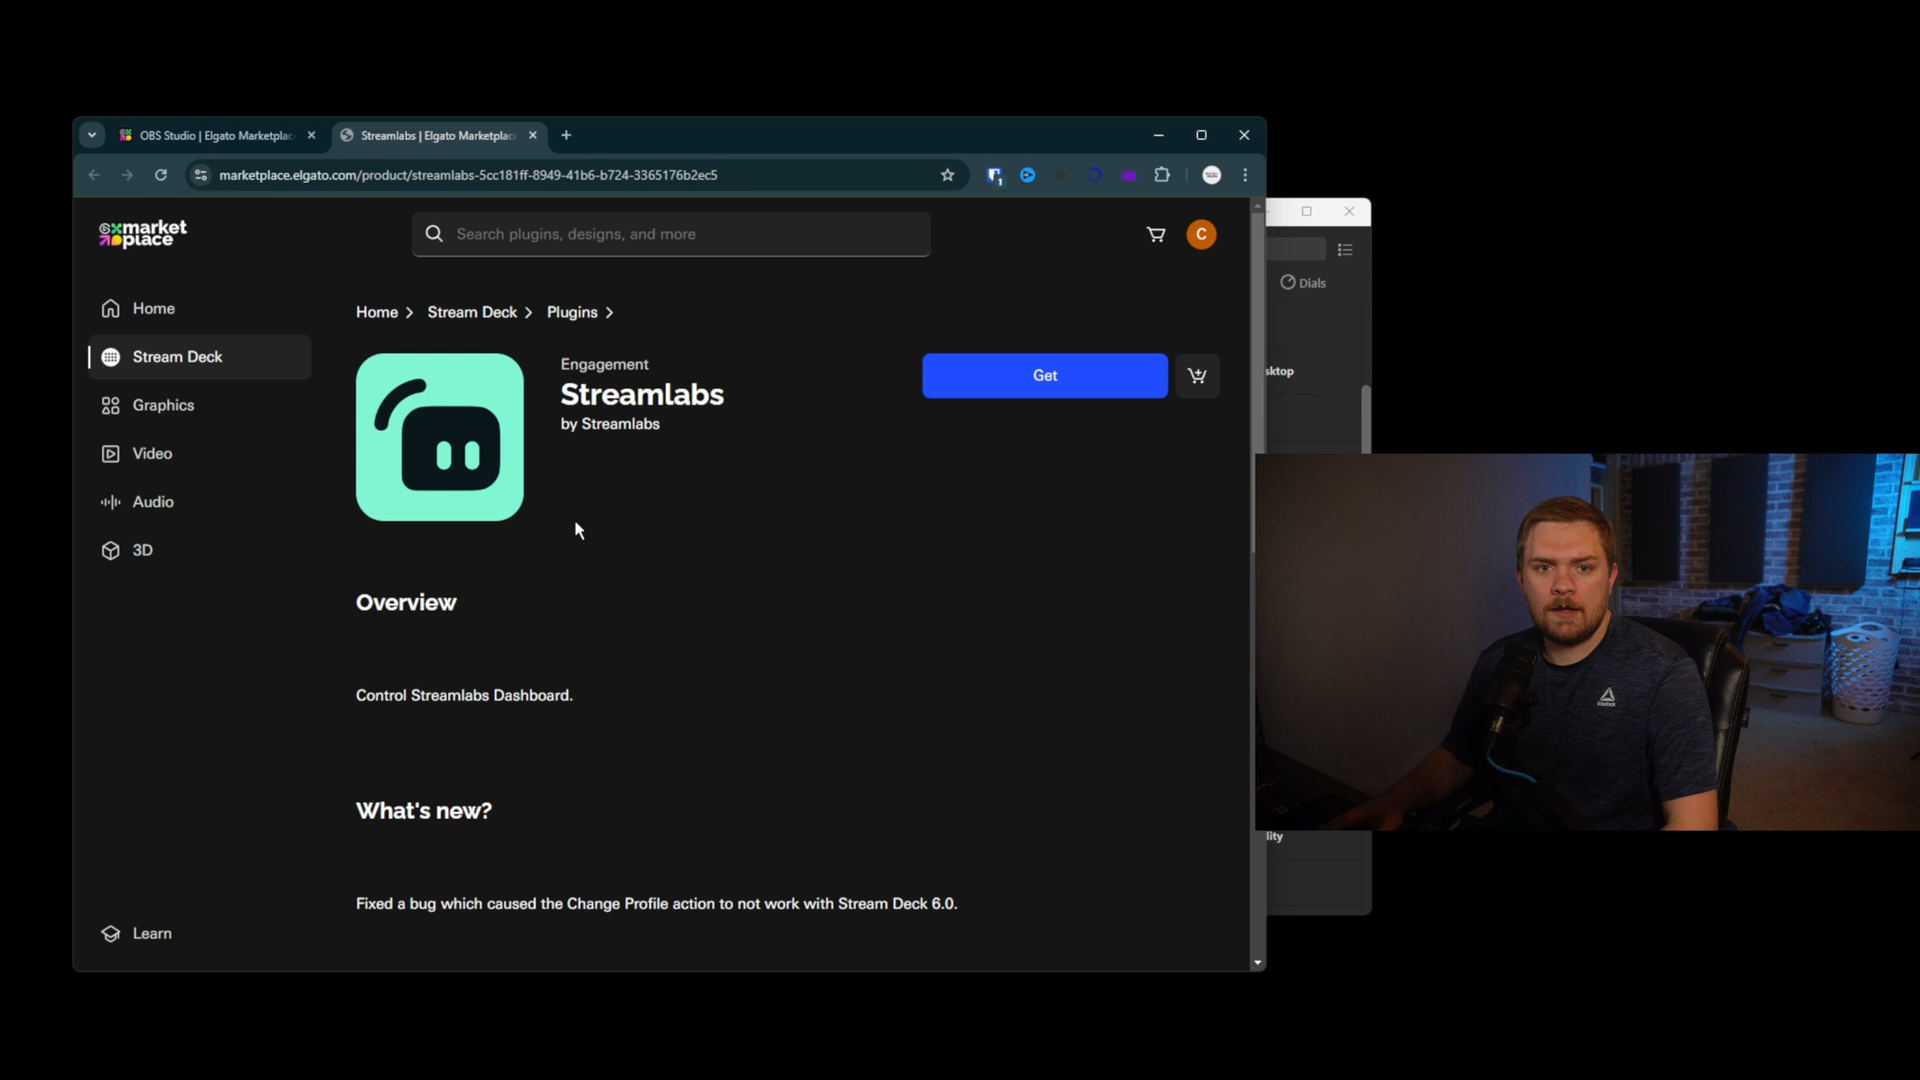 OBS Studio | Elgato Marketplac
Streamlabs | Elgato Marketplac
marketplace.elgato.com/product/streamlabs-5cc181ff-8949-41b6-b724-3365176b2ec5
market
place
Search plugins, designs, and more
C
Dials
Home
Stream Deck
Graphics
Video
Audio
3D
Learn
Home
Stream Deck
Plugins
Engagement
Streamlabs
by Streamlabs
Get
sktop
Overview
Control Streamlabs Dashboard.
What's new?
Fixed a bug which caused the Change Profile action to not work with Stream Deck 6.0.
lity
Reebok